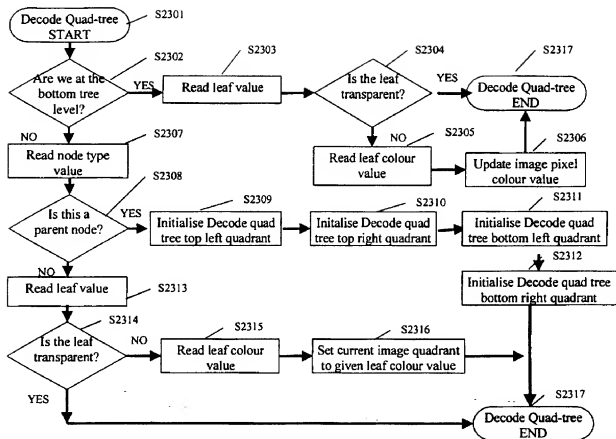 Decode Quad-tree
START
S2301
S2302
Are we at the
bottom tree
level?
YES
S2303
Read leaf value
S2304
Is the leaf
transparent?
YES
S2317
Decode Quad-tree
END
NO
S2307
Read node type
value
NO
S2305
Read leaf colour
value
S2306
Update image pixel
colour value
S2308
Is this a
parent node?
YES
S2309
Initialise Decode quad
tree top left quadrant
S2310
Initialise Decode quad
tree top right quadrant
S2311
Initialise Decode quad
tree bottom left quadrant
S2312
Initialise Decode quad tree
bottom right quadrant
NO
Read leaf value
S2313
S2314
Is the leaf
transparent?
NO
S2315
Read leaf colour
value
S2316
Set current image quadrant
to given leaf colour value
YES
S2317
Decode Quad-tree
END